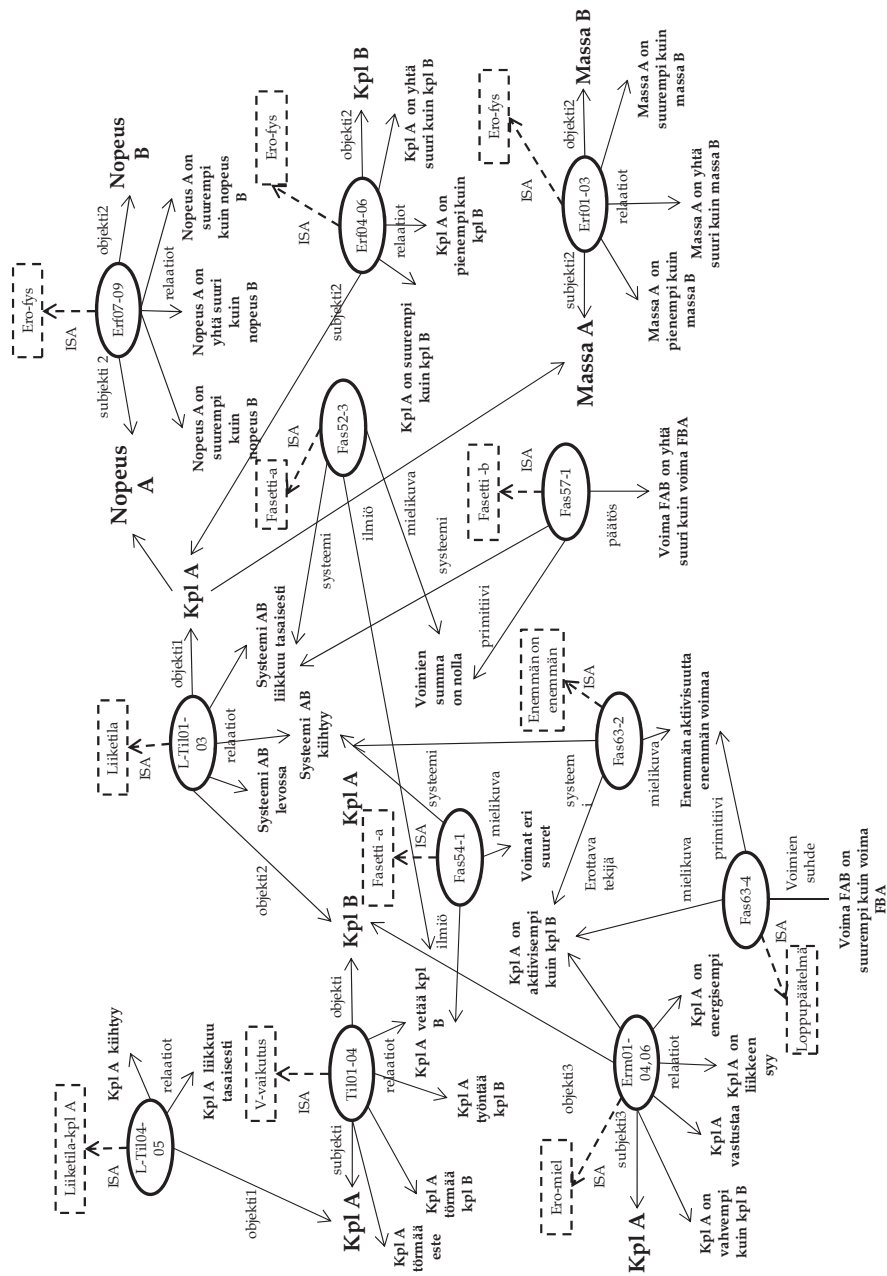 Liiketila-kpl A
ISA
L-Til04-
05
Kpl A kiihtyy
relaatiot
Kpl A liikkuu
tasaisesti
objekti1
Liiketila
ISA
L-Til01-
03
objekti1
relaatiot
objekti2
Systeemi AB
levossa
Systeemi AB
kiihtyy
Systeemi AB
liikkuu tasaisesti
Kpl A
Nopeus
A
Ero-fys
ISA
Erf07-09
subjekti 2
objekti2
relaatiot
Nopeus
B
Nopeus A on
suurempi
kuin
nopeus B
Nopeus A on
yhtä suuri
kuin
nopeus B
Nopeus A on
suurempi
kuin nopeus
B
V-vaikutus
ISA
Til01-04
subjekti
objekti
relaatiot
Kpl A
Kpl B
Kpl A
Kpl A
törmää
este
Kpl A
törmää
kpl B
Kpl A
työntää
kpl B
Kpl A vetää kpl
B
Fasetti-a
ISA
Fas52-3
systeemi
ilmiö
mielikuva
Ero-fys
ISA
Erf04-06
subjekti2
objekti2
relaatiot
Kpl B
Kpl A on suurempi
kuin kpl B
Kpl A on
pienempi kuin
kpl B
Kpl A on yhtä
suuri kuin kpl B
Fasetti -a
ISA
Fas54-1
ilmiö
systeemi
mielikuva
Voimat eri
suuret
Voimien
summa
on nolla
Fasetti -b
ISA
Fas57-1
systeemi
systeemi
primitiivi
päätös
Voima FAB on yhtä
suuri kuin voima FBA
Ero-fys
ISA
Erf01-03
subjekti2
objekti2
relaatiot
Massa A
Massa B
Massa A on
pienempi kuin
massa B
Massa A on yhtä
suuri kuin massa B
Massa A on
suurempi kuin
massa B
Ero-miel
ISA
Erm01-
04,06
subjekti3
objekti3
relaatiot
Kpl A
Kpl A on
vahvempi
kuin kpl B
Kpl A
vastustaa
Kpl A on
liikkeen
syy
Kpl A on
energisempi
Kpl A on
aktiivisempi
kuin kpl B
Enemmän on
enemmän
ISA
Fas63-2
systeem
i
Erottava
tekijä
mielikuva
Enemmän aktiivisuutta
enemmän voimaa
Loppupäätelmä
ISA
Fas63-4
mielikuva
primitiivi
Voimien
suhde
Voima FAB on
suurempi kuin voima
FBA